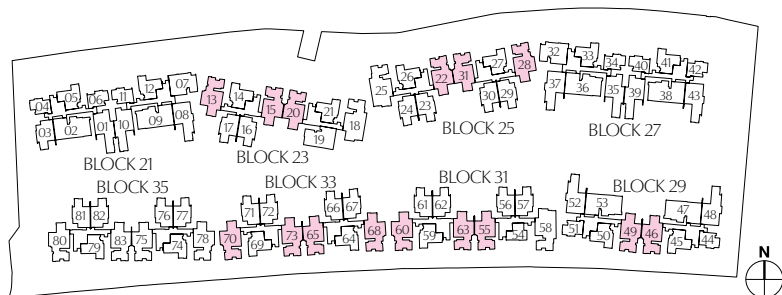 32 33 34 40 41 42
28
27
26 22 31
25
37 36 35 39 38 43
07
12
11
06
05
04
14
13
15 20
21
18
24 23
30 29
03 02 01 10 09 08
17 16
19
BLOCK 25
BLOCK 27
BLOCK 23
BLOCK 21
BLOCK 35
BLOCK 33
BLOCK 31
BLOCK 29
81 82
76 77
71 72
66 67
61 62
56 57
52 53
47 48
80 79 83 75 74 78
70 69 73 65 64 68
60 59 63 55 54 58
51 50 49 46 45 44
N